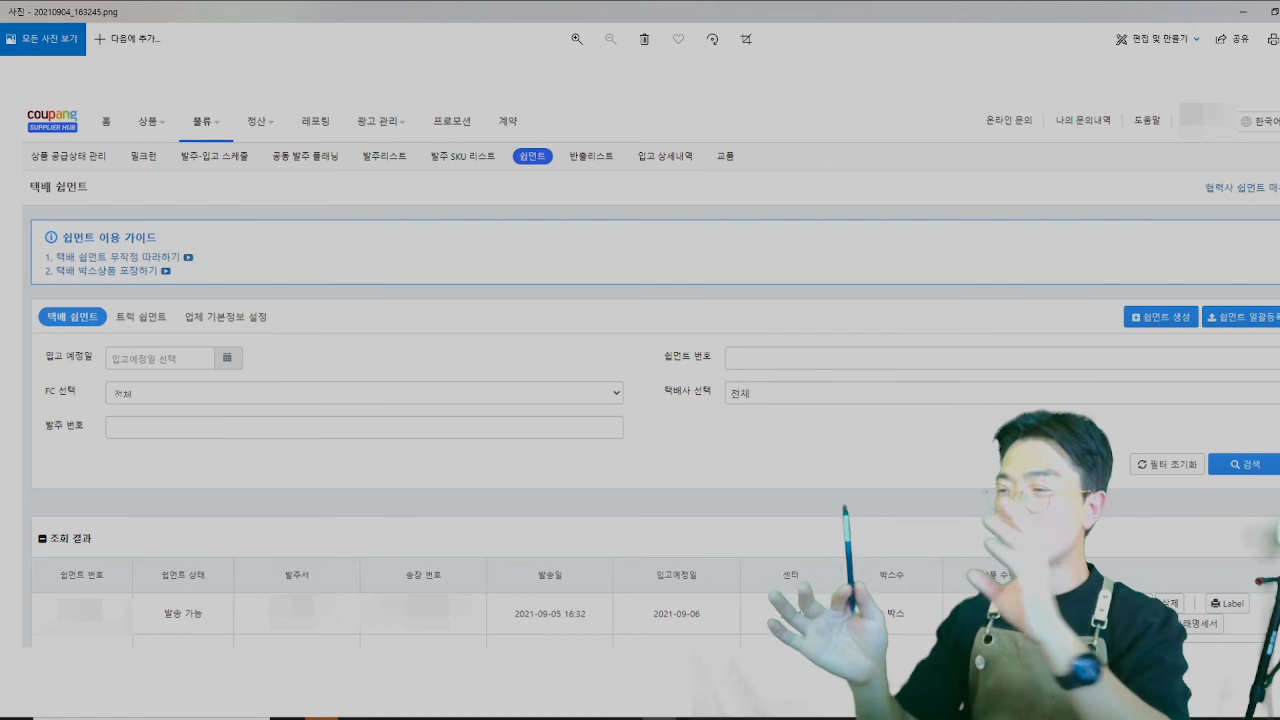 사진 - 20210904_163245.png
모든 사진 보기
다음에 추가...
편집 및 만들기
공유
coupang
SUPPLIER HUB
홈 상품 물류 정산 레포팅 광고 관리 프로모션 계약
온라인 문의 나의 문의내역 도움말 한국어
상품 공급상태 관리 밀크런 발주-입고 스케쥴 공동 발주 플래닝 발주리스트 발주 SKU 리스트 쉽먼트 반출리스트 입고 상세내역 교품
택배 쉽먼트
협력사 쉽먼트
쉽먼트 이용 가이드
1. 택배 쉽먼트 무작정 따라하기
2. 택배 박스상품 포장하기
택배 쉽먼트 트럭 쉽먼트 업체 기본정보 설정
쉽먼트 생성 쉽먼트 일괄등록
입고 예정일 입고예정일 선택 쉽먼트 번호
FC 선택 전체 택배사 선택 전체
발주 번호
필터 초기화 검색
조회 결과
쉽먼트 번호 쉽먼트 상태 발주서 송장 번호 발송일 입고예정일 센터 박스수
발송 가능 2021-09-05 16:32 2021-09-06 박스 삭제 Label